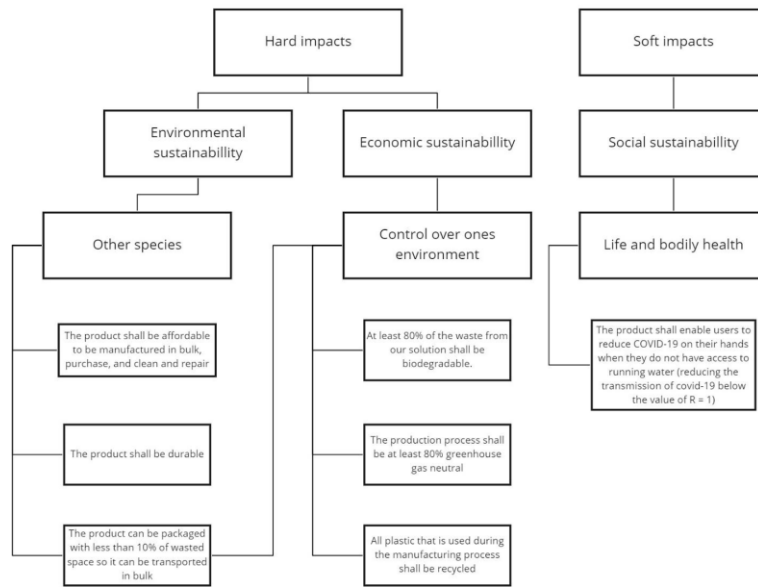 Hard impacts
Soft impacts
Environmental
sustainabillity
Economic sustainabillity
Social sustainabillity
Other species
Control over ones
environment
Life and bodily health
The product shall be affordable
to be manufactured in bulk,
purchase, and clean and repair
At least 80% of the waste from
our solution shall be
biodegradable.
The product shall enable users to
reduce COVID-19 on their hands
when they do not have access to
running water (reducing the
transmission of covid-19 below
the value of R = 1)
The product shall be durable
The production process shall
be at least 80% greenhouse
gas neutral
The product can be packaged
with less than 10% of wasted
space so it can be transported
in bulk
All plastic that is used during
the manufacturing process
shall be recycled